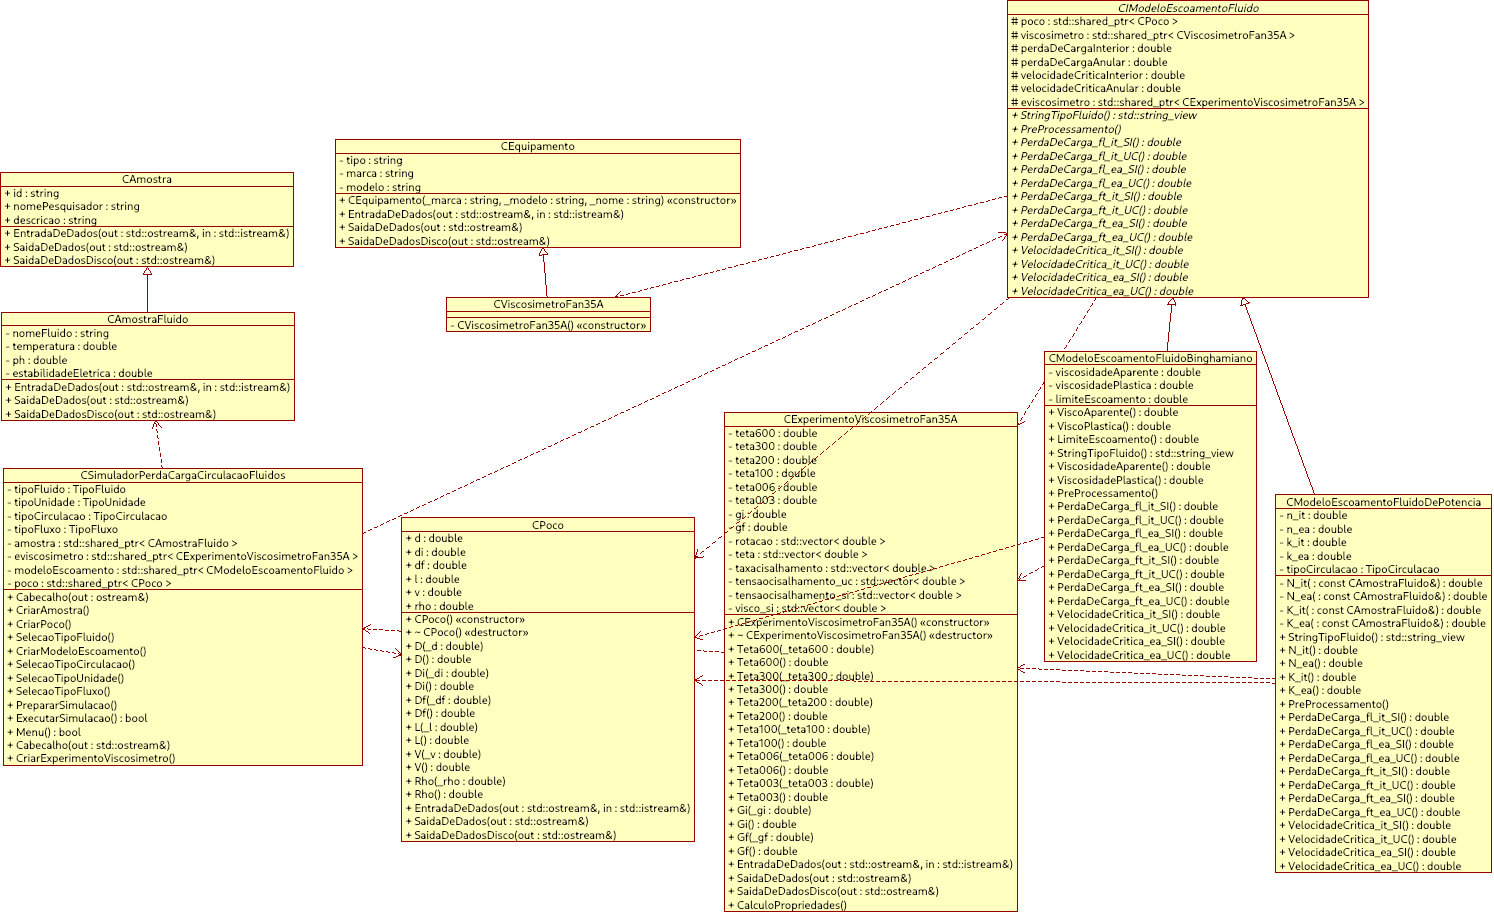 CIModeloEscoamentoFluido
# poco : std::shared_ptr< CPoco >
# viscosimetro : std::shared_ptr< CViscosimetroFan35A >
# perdaDeCargaInterior : double
# perdaDeCargaAnular : double
# velocidadeCriticaInterior : double
# velocidadeCriticaAnular : double
# eviscosimetro : std::shared_ptr< CExperimentoViscosimetroFan35A >
+ StringTipoFluido() : std::string_view
+ PreProcessamento()
+ PerdaDeCarga_fl_it_SI() : double
+ PerdaDeCarga_fl_it_UC() : double
+ PerdaDeCarga_fl_ea_SI() : double
+ PerdaDeCarga_fl_ea_UC() : double
+ PerdaDeCarga_ft_it_SI() : double
+ PerdaDeCarga_ft_it_UC() : double
+ PerdaDeCarga_ft_ea_SI() : double
+ PerdaDeCarga_ft_ea_UC() : double
+ VelocidadeCritica_it_SI() : double
+ VelocidadeCritica_it_UC() : double
+ VelocidadeCritica_ea_SI() : double
+ VelocidadeCritica_ea_UC() : double
CEquipamento
- tipo : string
- marca : string
- modelo : string
+ CEquipamento(_marca : string, _modelo : string, _nome : string) «constructor»
+ EntradaDeDados(out : std::ostream&, in : std::istream&)
+ SaidaDeDados(out : std::ostream&)
+ SaidaDeDadosDisco(out : std::ostream&)
CAmostra
+ id : string
+ nomePesquisador : string
+ descricao : string
+ EntradaDeDados(out : std::ostream&, in : std::istream&)
+ SaidaDeDados(out : std::ostream&)
+ SaidaDeDadosDisco(out : std::ostream&)
CViscosimetroFan35A
- CViscosimetroFan35A() «constructor»
CAmostraFluido
- nomeFluido : string
- temperatura : double
- ph : double
- estabilidadeEletrica : double
+ EntradaDeDados(out : std::ostream&, in : std::istream&)
+ SaidaDeDados(out : std::ostream&)
+ SaidaDeDadosDisco(out : std::ostream&)
CModeloEscoamentoFluidoBinghamiano
- viscosidadeAparente : double
- viscosidadePlastica : double
- limiteEscoamento : double
+ ViscoAparente() : double
+ ViscoPlastica() : double
+ LimiteEscoamento() : double
+ StringTipoFluido() : std::string_view
+ ViscosidadeAparente() : double
+ ViscosidadePlastica() : double
+ PreProcessamento()
+ PerdaDeCarga_fl_it_SI() : double
+ PerdaDeCarga_fl_it_UC() : double
+ PerdaDeCarga_fl_ea_SI() : double
+ PerdaDeCarga_fl_ea_UC() : double
+ PerdaDeCarga_ft_it_SI() : double
+ PerdaDeCarga_ft_it_UC() : double
+ PerdaDeCarga_ft_ea_SI() : double
+ PerdaDeCarga_ft_ea_UC() : double
+ VelocidadeCritica_it_SI() : double
+ VelocidadeCritica_it_UC() : double
+ VelocidadeCritica_ea_SI() : double
+ VelocidadeCritica_ea_UC() : double
CExperimentoViscosimetroFan35A
- teta600 : double
- teta300 : double
- teta200 : double
- teta100 : double
- teta006 : double
- teta003 : double
- gi : double
- gf : double
- rotacao : std::vector< double >
- teta : std::vector< double >
- taxacisalhamento : std::vector< double >
- tensaocisalhamento_uc : std::vector< double >
- tensaocisalhamento_si : std::vector< double >
- visco_si : std::vector< double >
+ CExperimentoViscosimetroFan35A() «constructor»
+ ~ CExperimentoViscosimetroFan35A() «destructor»
+ Teta600(_teta600 : double)
+ Teta600() : double
+ Teta300(_teta300 : double)
+ Teta300() : double
+ Teta200(_teta200 : double)
+ Teta200() : double
+ Teta100(_teta100 : double)
+ Teta100() : double
+ Teta006(_teta006 : double)
+ Teta006() : double
+ Teta003(_teta003 : double)
+ Teta003() : double
+ Gi(_gi : double)
+ Gi() : double
+ Gf(_gf : double)
+ Gf() : double
+ EntradaDeDados(out : std::ostream&, in : std::istream&)
+ SaidaDeDados(out : std::ostream&)
+ SaidaDeDadosDisco(out : std::ostream&)
+ CalculoPropriedades()
CSimuladorPerdaCargaCirculacaoFluidos
- tipoFluido : TipoFluido
- tipoUnidade : TipoUnidade
- tipoCirculacao : TipoCirculacao
- tipoFluxo : TipoFluxo
- amostra : std::shared_ptr< CAmostraFluido >
- eviscosimetro : std::shared_ptr< CExperimentoViscosimetroFan35A >
- modeloEscoamento : std::shared_ptr< CModeloEscoamentoFluido >
- poco : std::shared_ptr< CPoco >
+ Cabecalho(out : ostream&)
+ CriarAmostra()
+ CriarPoco()
+ SelecaoTipoFluido()
+ CriarModeloEscoamento()
+ SelecaoTipoCirculacao()
+ SelecaoTipoUnidade()
+ SelecaoTipoFluxo()
+ PrepararSimulacao()
+ ExecutarSimulacao() : bool
+ Menu() : bool
+ Cabecalho(out : std::ostream&)
+ CriarExperimentoViscosimetro()
CModeloEscoamentoFluidoDePotencia
- n_it : double
- n_ea : double
- k_it : double
- k_ea : double
- tipoCirculacao : TipoCirculacao
- N_it( : const CAmostraFluido&) : double
- N_ea( : const CAmostraFluido&) : double
- K_it( : const CAmostraFluido&) : double
- K_ea( : const CAmostraFluido&) : double
+ StringTipoFluido() : std::string_view
+ N_it() : double
+ N_ea() : double
+ K_it() : double
+ K_ea() : double
+ PreProcessamento()
+ PerdaDeCarga_fl_it_SI() : double
+ PerdaDeCarga_fl_it_UC() : double
+ PerdaDeCarga_fl_ea_SI() : double
+ PerdaDeCarga_fl_ea_UC() : double
+ PerdaDeCarga_ft_it_SI() : double
+ PerdaDeCarga_ft_it_UC() : double
+ PerdaDeCarga_ft_ea_SI() : double
+ PerdaDeCarga_ft_ea_UC() : double
+ VelocidadeCritica_it_SI() : double
+ VelocidadeCritica_it_UC() : double
+ VelocidadeCritica_ea_SI() : double
+ VelocidadeCritica_ea_UC() : double
CPoco
+ d : double
+ di : double
+ df : double
+ l : double
+ v : double
+ rho : double
+ CPoco() «constructor»
+ ~ CPoco() «destructor»
+ D(_d : double)
+ D() : double
+ Di(_di : double)
+ Di() : double
+ Df(_df : double)
+ Df() : double
+ L(_l : double)
+ L() : double
+ V(_v : double)
+ V() : double
+ Rho(_rho : double)
+ Rho() : double
+ EntradaDeDados(out : std::ostream&, in : std::istream&)
+ SaidaDeDados(out : std::ostream&)
+ SaidaDeDadosDisco(out : std::ostream&)